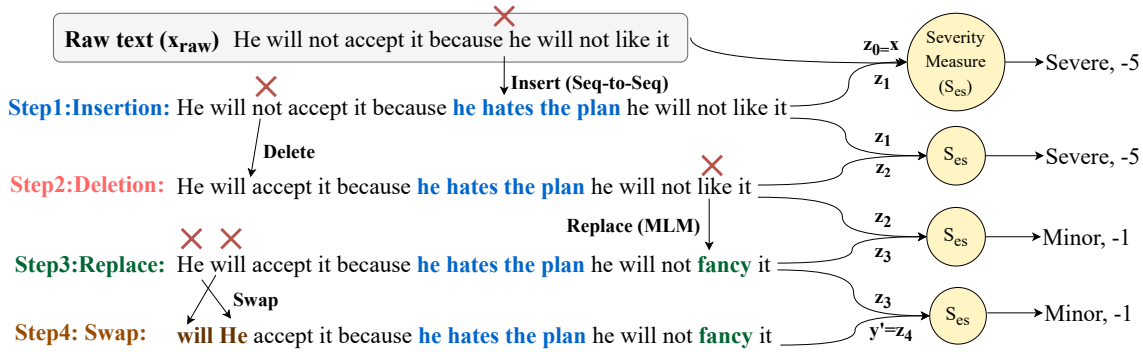 Raw text (x_raw) He will not accept it because he will not like it
Insert (Seq-to-Seq)
z0=x
z1
Severity
Measure
(S_es)
Severe, -5
Step1:Insertion: He will not accept it because he hates the plan he will not like it
Delete
z1
z2
S_es
Severe, -5
Step2:Deletion: He will accept it because he hates the plan he will not like it
Replace (MLM)
z2
z3
S_es
Minor, -1
Step3:Replace: He will accept it because he hates the plan he will not fancy it
Swap
z3
y'=z4
S_es
Minor, -1
Step4: Swap: will He accept it because he hates the plan he will not fancy it